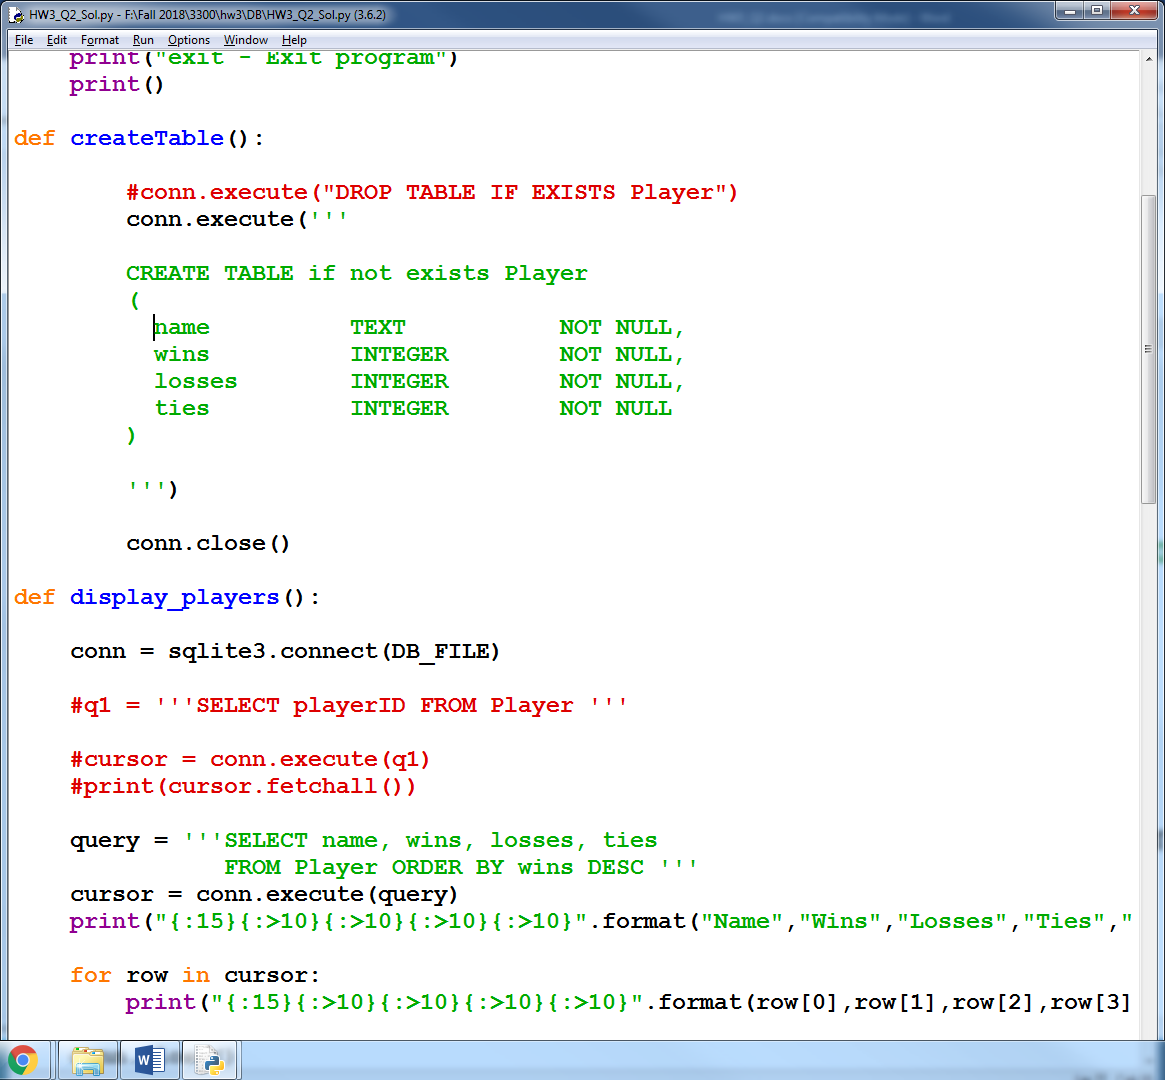 HW3_Q2_Sol.py - F:\Fall 2018\3300\hw3\DB\HW3_Q2_Sol.py (3.6.2)
File Edit Format Run Options Window Help
print("exit - Exit program")
print()
def createTable():
#conn.execute("DROP TABLE IF EXISTS Player")
conn.execute('''
CREATE TABLE if not exists Player
(
name TEXT NOT NULL,
wins INTEGER NOT NULL,
losses INTEGER NOT NULL,
ties INTEGER NOT NULL
)
''')
conn.close()
def display_players():
conn = sqlite3.connect(DB_FILE)
#q1 = '''SELECT playerID FROM Player '''
#cursor = conn.execute(q1)
#print(cursor.fetchall())
query = '''SELECT name, wins, losses, ties
FROM Player ORDER BY wins DESC '''
cursor = conn.execute(query)
print("{:15}{:>10}{:>10}{:>10}{:>10}".format("Name","Wins","Losses","Ties","
for row in cursor:
print("{:15}{:>10}{:>10}{:>10}{:>10}".format(row[0],row[1],row[2],row[3]
W